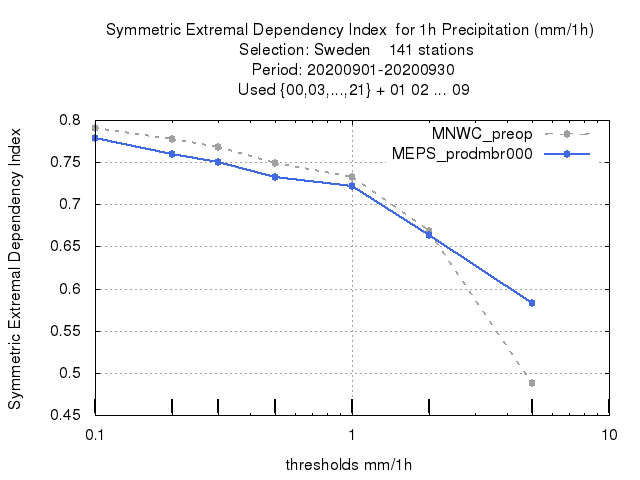 Symmetric Extremal Dependency Index for 1h Precipitation (mm/1h)
Selection: Sweden 141 stations
Period: 20200901-20200930
Used {00,03,...,21} + 01 02 ... 09
Symmetric Extremal Dependency Index
MNWC_preop
MEPS_prodmbr000
0.8
0.75
0.7
0.65
0.6
0.55
0.5
0.45
0.1 1 10
thresholds mm/1h